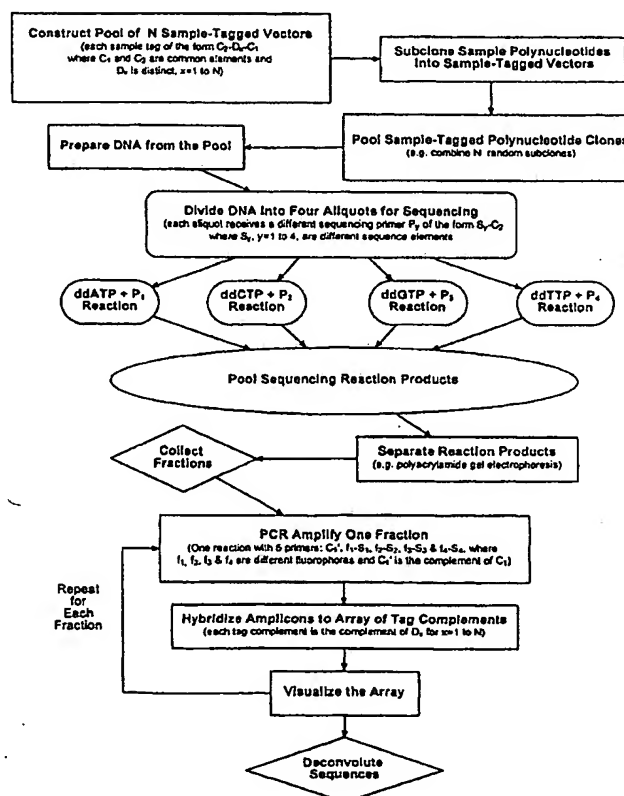 Construct Pool of N Sample-Tagged Vectors
(each sample tag of the form C₂-Dₓ-C₁
where C₁ and C₂ are common elements and
Dₓ is distinct, x=1 to N)
Subclone Sample Polynucleotides
Into Sample-Tagged Vectors
Pool Sample-Tagged Polynucleotide Clones
(e.g. combine N random subclones)
Prepare DNA from the Pool
Divide DNA Into Four Aliquots for Sequencing
(each aliquot receives a different sequencing primer Pᵧ of the form Sᵧ-C₂
where Sᵧ, y=1 to 4, are different sequence elements
ddATP + P₁
Reaction
ddCTP + P₂
Reaction
ddGTP + P₃
Reaction
ddTTP + P₄
Reaction
Pool Sequencing Reaction Products
Separate Reaction Products
(e.g. polyacrylamide gel electrophoresis)
Collect
Fractions
PCR Amplify One Fraction
(One reaction with 5 primers: C₁', f₁-S₁, f₂-S₂, f₃-S₃ & f₄-S₄, where
f₁, f₂, f₃ & f₄ are different fluorophores and C₁' is the complement of C₁)
Repeat
for
Each
Fraction
Hybridize Amplicons to Array of Tag Complements
(each tag complement is the complement of Dₓ for x=1 to N)
Visualize the Array
Deconvolute
Sequences